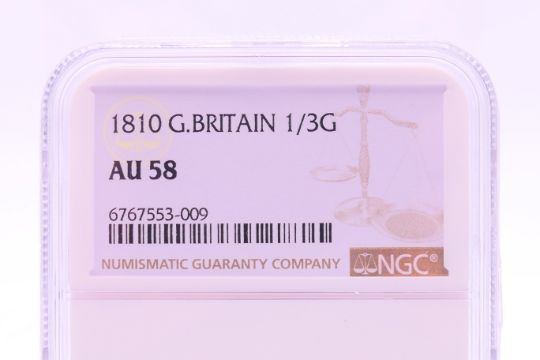 1810 G.BRITAIN 1/3G
AU 58
6767553-009
NUMISMATIC GUARANTY COMPANY NGC®